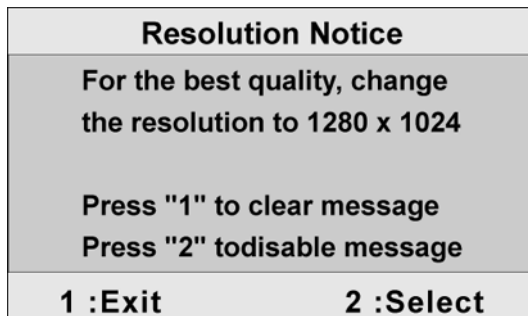 Resolution Notice
For the best quality, change
the resolution to 1280 x 1024
Press "1" to clear message
Press "2" todisable message
1 :Exit 2 :Select